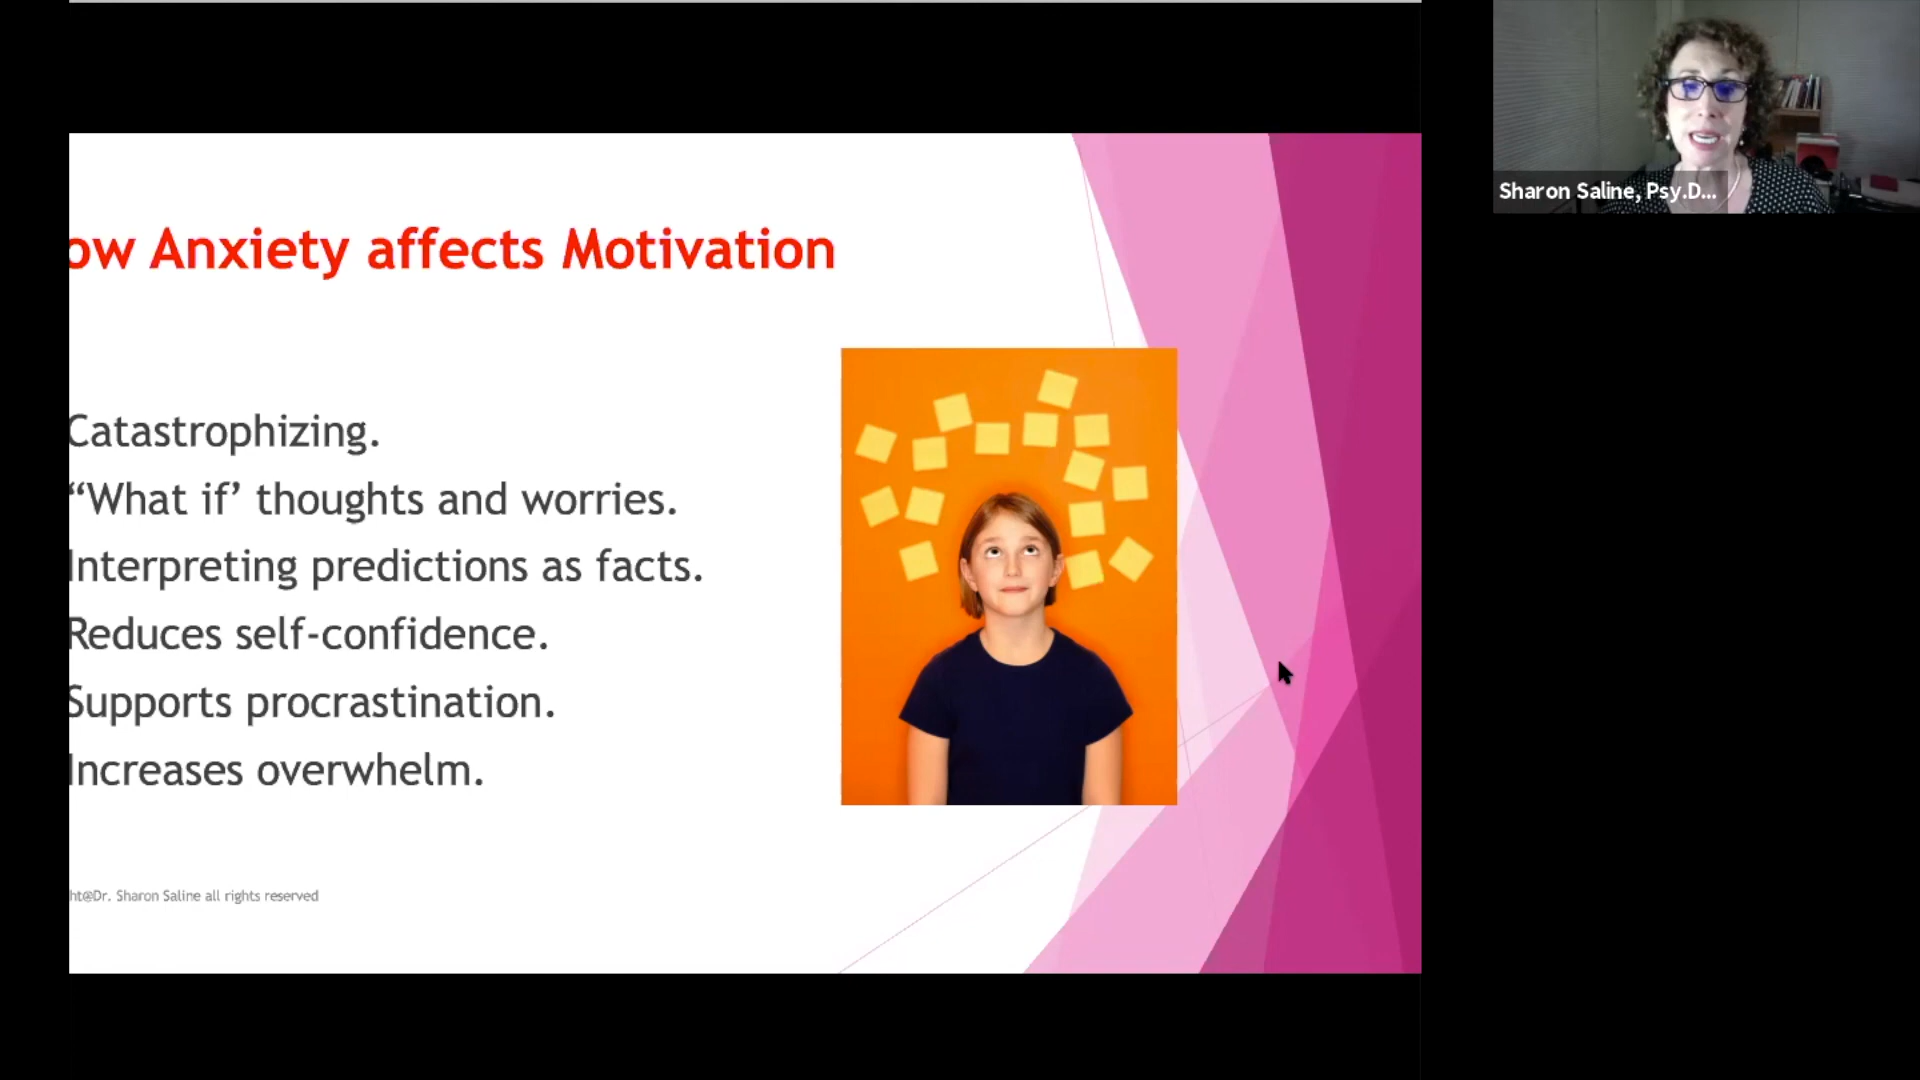 ow Anxiety affects Motivation
Catastrophizing.
“What if’ thoughts and worries.
Interpreting predictions as facts.
Reduces self-confidence.
Supports procrastination.
Increases overwhelm.
ht@Dr. Sharon Saline all rights reserved
Sharon Saline, Psy.D...